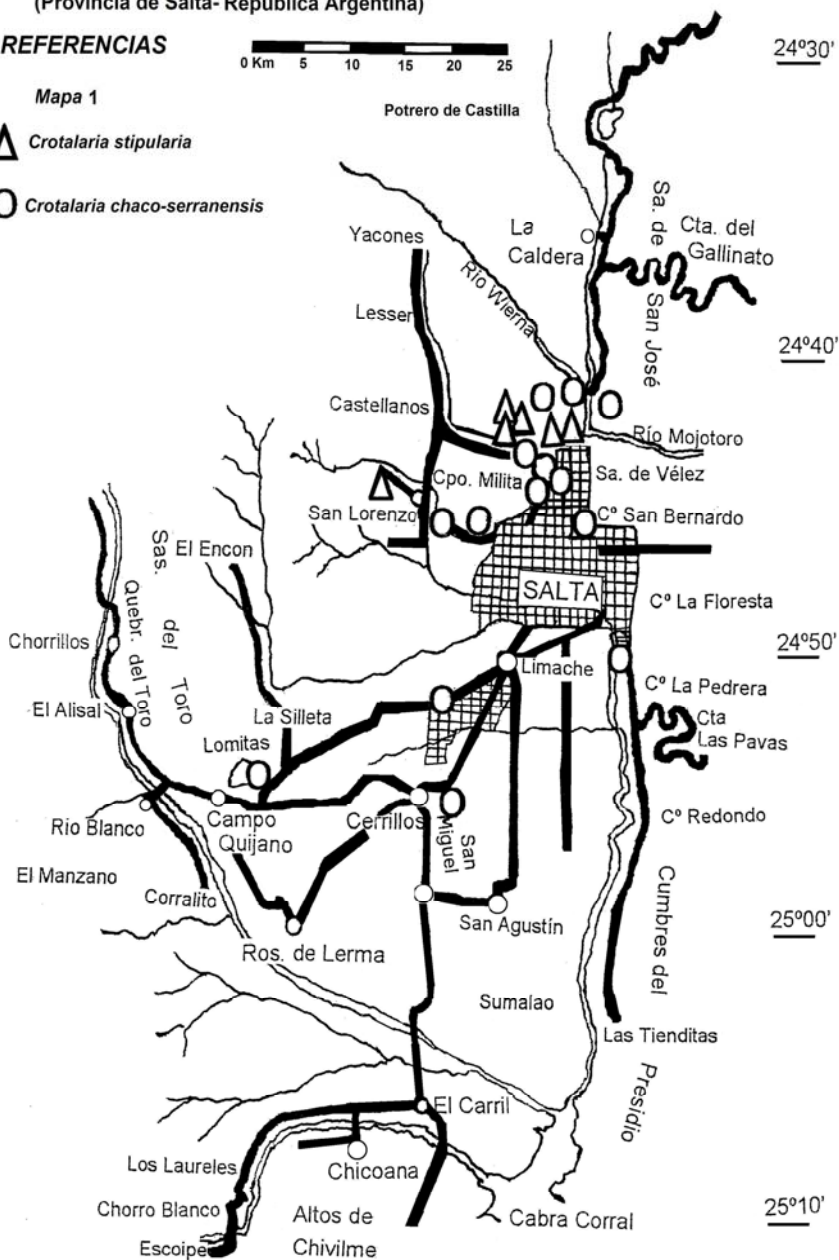 (Provincia de Salta- República Argentina)
REFERENCIAS
0 Km 5 10 15 20 25
Mapa 1
Crotalaria stipularia
Crotalaria chaco-serranensis
Potrero de Castilla
24º30'
Yacones
La
Caldera
Sa. de
San José
Cta. del
Gallinato
Río Wierna
Lesser
24º40'
Castellanos
Río Mojotoro
Cpo. Milita
Sa. de Vélez
San Lorenzo
Cº San Bernardo
El Encon
Sas. del Toro
Quebr. del Toro
SALTA
Cº La Floresta
Chorrillos
24º50'
Limache
Cº La Pedrera
El Alisal
La Silleta
Cta
Las Pavas
Lomitas
Rio Blanco
Campo
Quijano
Cerrillos
San
Miguel
Cº Redondo
El Manzano
Corralito
San Agustín
25º00'
Ros. de Lerma
Cumbres del
Presidio
Sumalao
Las Tienditas
El Carril
Los Laureles
Chicoana
Chorro Blanco
Altos de
Chivilme
Cabra Corral
25º10'
Escoipe